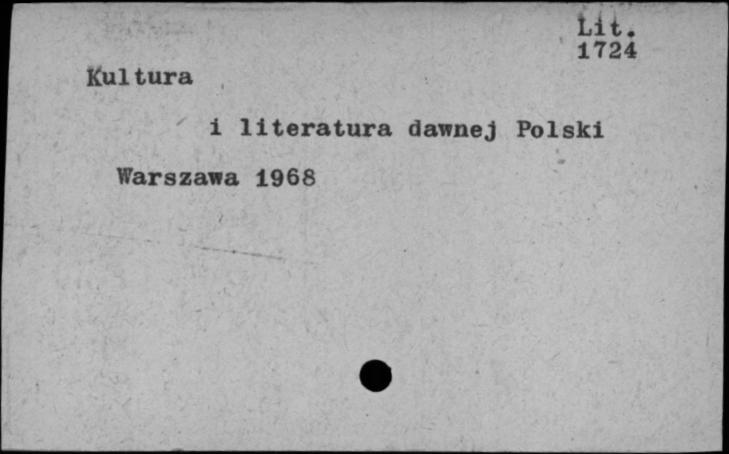 Lit.
1724
Kultura
i literatura dawnej Polski
Warszawa 1968